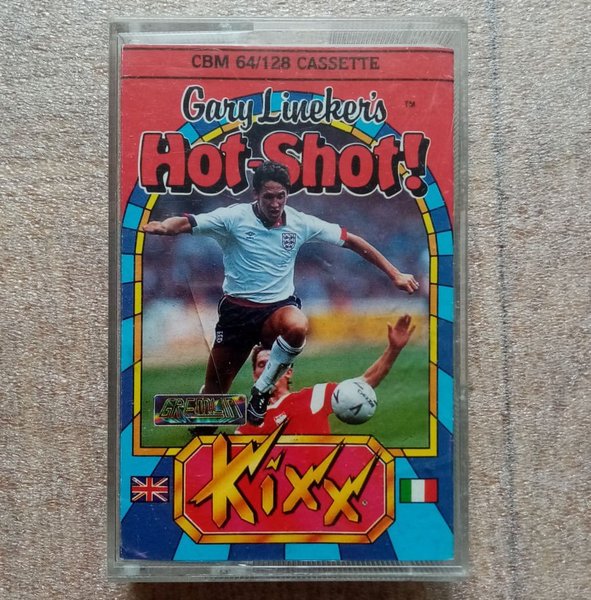 CBM 64/128 CASSETTE
Gary Lineker's TM
Hot-Shot!
GREMLIN
Kixx